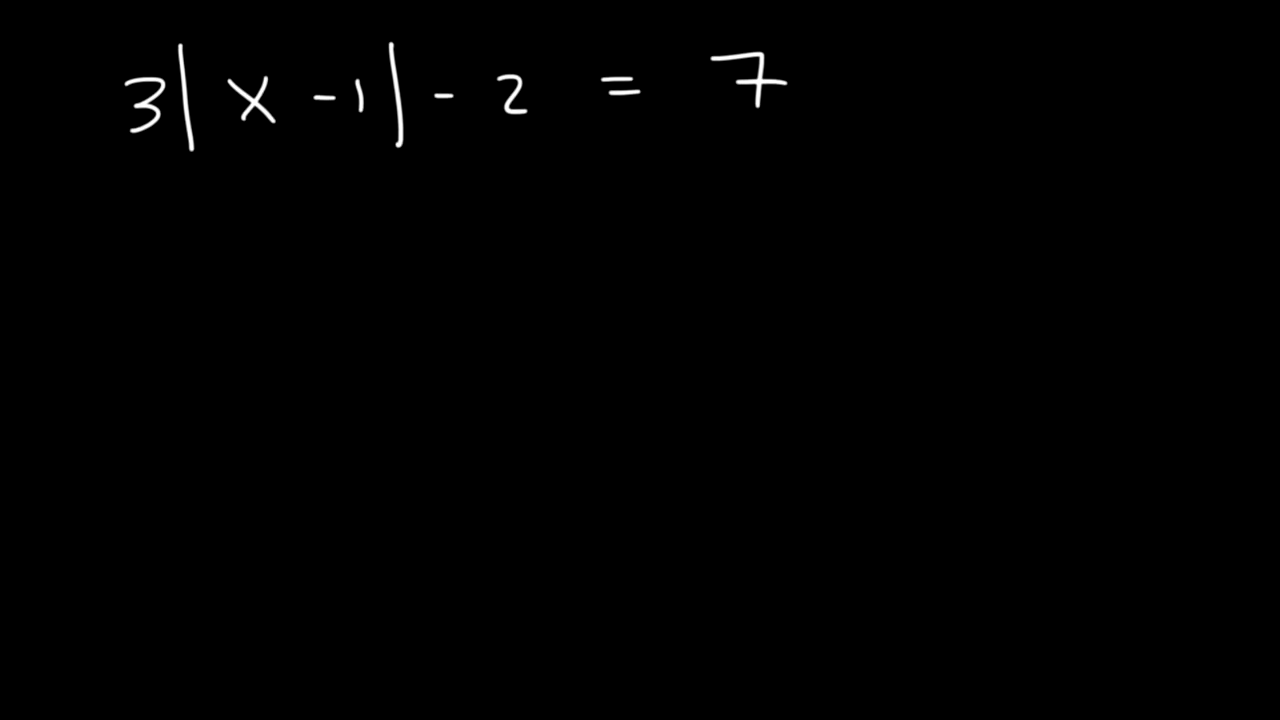 3| x - 1 | - 2 = 7